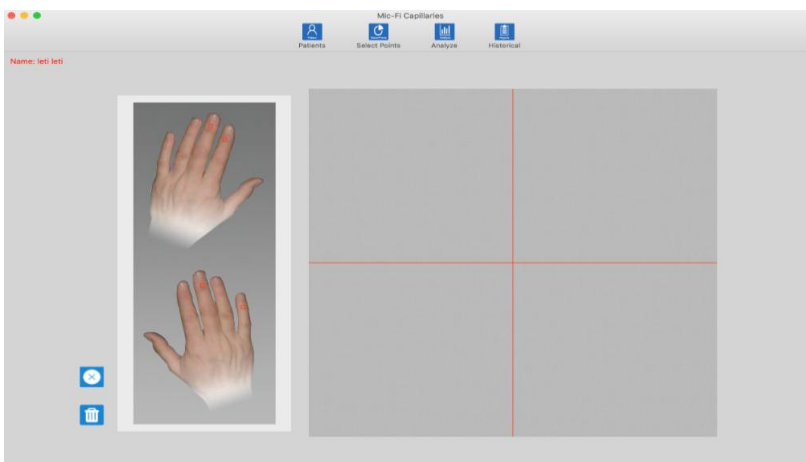 Mic-Fi Capillaries
Patients Select Points Analyze Historical
Name: leti leti